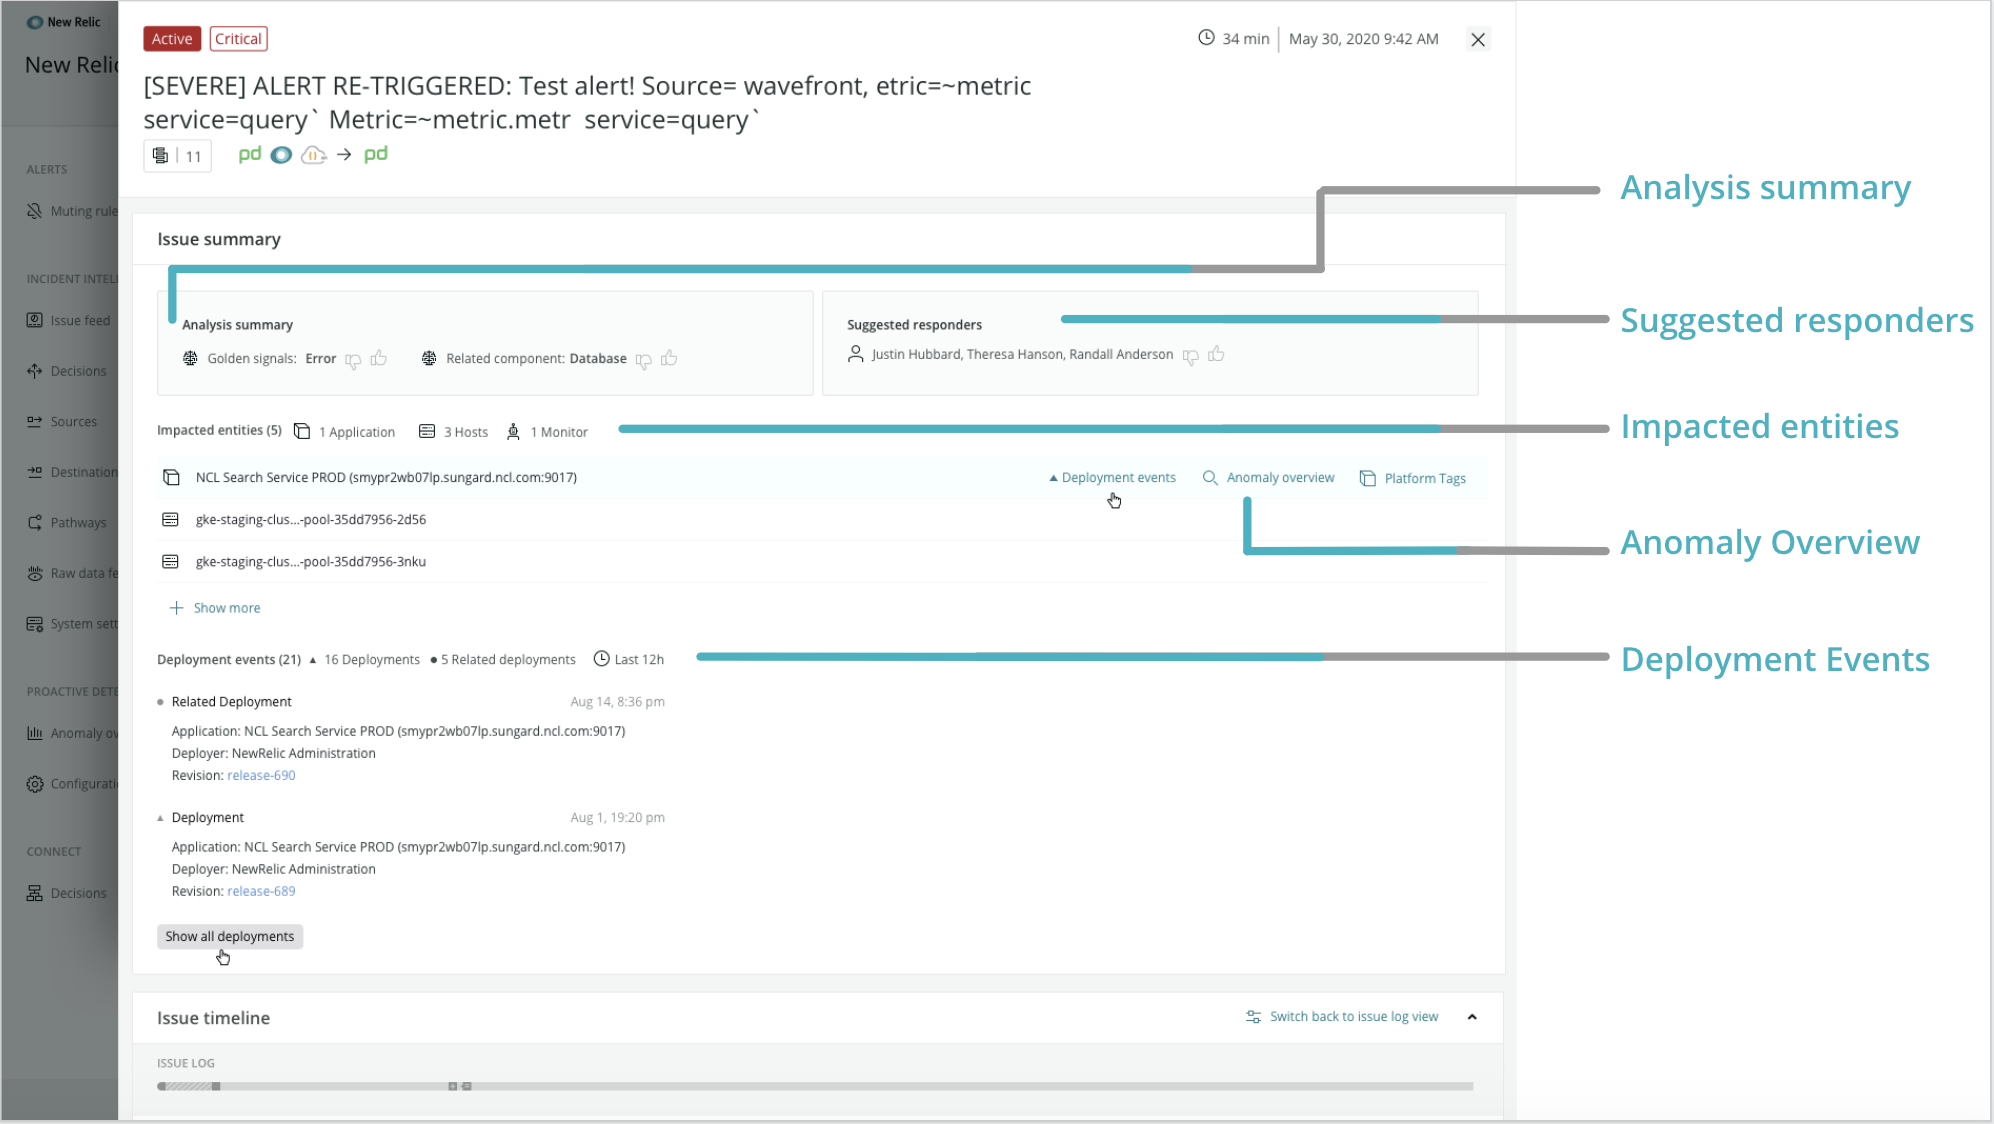 New Relic
New Relic
ALERTS
Muting rule
INCIDENT INTEL
Issue feed
Decisions
Sources
Destination
Pathways
Raw data fe
System sett
PROACTIVE DETE
Anomaly ov
Configurati
CONNECT
Decisions
Active Critical
34 min May 30, 2020 9:42 AM
[SEVERE] ALERT RE-TRIGGERED: Test alert! Source= wavefront, etric=~metric
service=query` Metric=~metric.metr service=query`
11 pd pd
Issue summary
Analysis summary
Golden signals: Error Related component: Database
Suggested responders
Justin Hubbard, Theresa Hanson, Randall Anderson
Impacted entities (5) 1 Application 3 Hosts 1 Monitor
NCL Search Service PROD (smypr2wb07lp.sungard.ncl.com:9017) Deployment events Anomaly overview Platform Tags
gke-staging-clus...-pool-35dd7956-2d56
gke-staging-clus...-pool-35dd7956-3nku
Show more
Deployment events (21) 16 Deployments 5 Related deployments Last 12h
Related Deployment Aug 14, 8:36 pm
Application: NCL Search Service PROD (smypr2wb07lp.sungard.ncl.com:9017)
Deployer: NewRelic Administration
Revision: release-690
Deployment Aug 1, 19:20 pm
Application: NCL Search Service PROD (smypr2wb07lp.sungard.ncl.com:9017)
Deployer: NewRelic Administration
Revision: release-689
Show all deployments
Issue timeline Switch back to issue log view
ISSUE LOG
Analysis summary
Suggested responders
Impacted entities
Anomaly Overview
Deployment Events